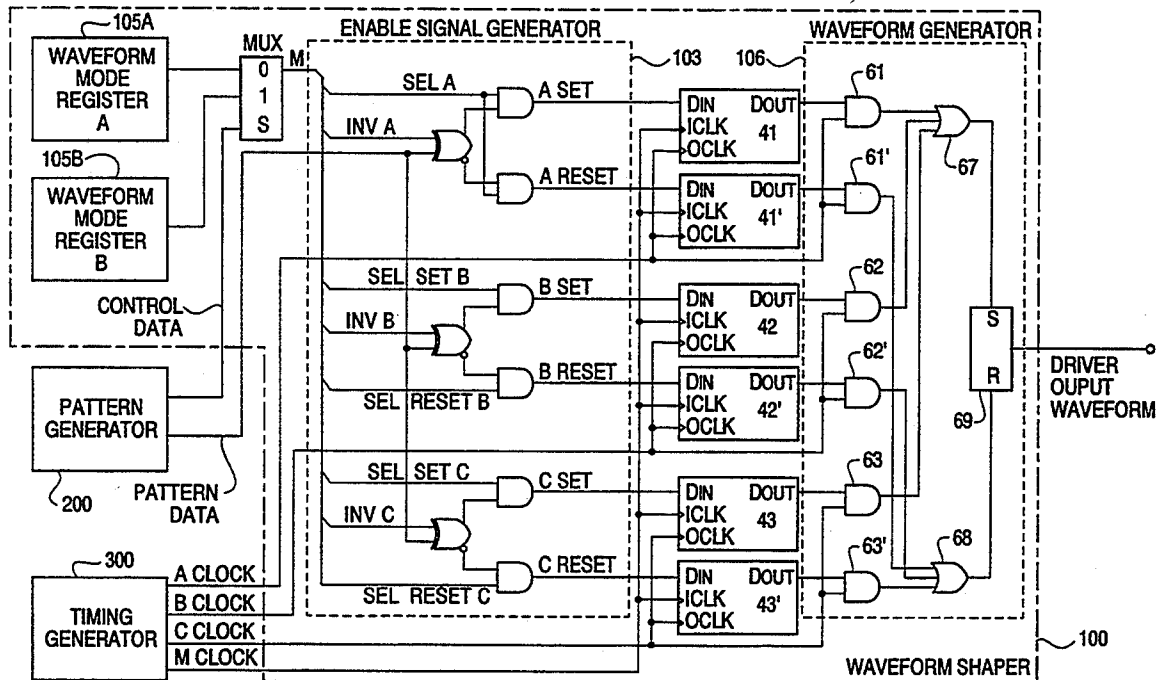 105A
WAVEFORM
MODE
REGISTER
A
MUX
0
1
S
M
105B
WAVEFORM
MODE
REGISTER
B
CONTROL
DATA
PATTERN
GENERATOR
200
PATTERN
DATA
300
TIMING
GENERATOR
A CLOCK
B CLOCK
C CLOCK
M CLOCK
ENABLE SIGNAL GENERATOR
103
SEL A
INV A
A SET
A RESET
SEL SET B
INV B
SEL RESET B
B SET
B RESET
SEL SET C
INV C
SEL RESET C
C SET
C RESET
DIN DOUT
ICLK 41
OCLK
DIN DOUT
ICLK 41'
OCLK
DIN DOUT
ICLK 42
OCLK
DIN DOUT
ICLK 42'
OCLK
DIN DOUT
ICLK 43
OCLK
DIN DOUT
ICLK 43'
OCLK
WAVEFORM GENERATOR
106
61
61'
62
62'
63
63'
67
68
S
R
69
DRIVER
OUPUT
WAVEFORM
100
WAVEFORM SHAPER